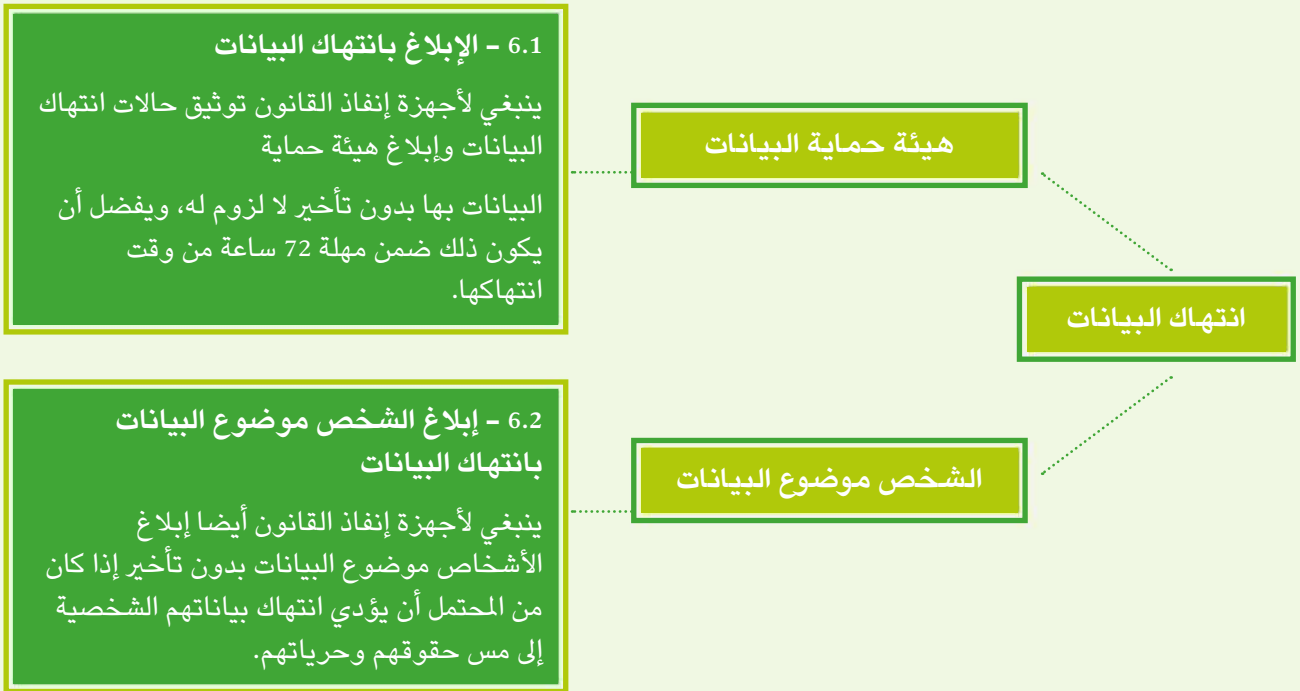 انتهاك البيانات
هيئة حماية البيانات
6.1 – الإبلاغ بانتهاك البيانات
ينبغي لأجهزة إنفاذ القانون توثيق حالات انتهاك
البيانات وإبلاغ هيئة حماية
البيانات بها بدون تأخير لا لزوم له، ويفضل أن
يكون ذلك ضمن مهلة 72 ساعة من وقت
انتهاكها.
الشخص موضوع البيانات
6.2 – إبلاغ الشخص موضوع البيانات
بانتهاك البيانات
ينبغي لأجهزة إنفاذ القانون أيضا إبلاغ
الأشخاص موضوع البيانات بدون تأخير إذا كان
من المحتمل أن يؤدي انتهاك بياناتهم الشخصية
إلى مس حقوقهم وحرياتهم.